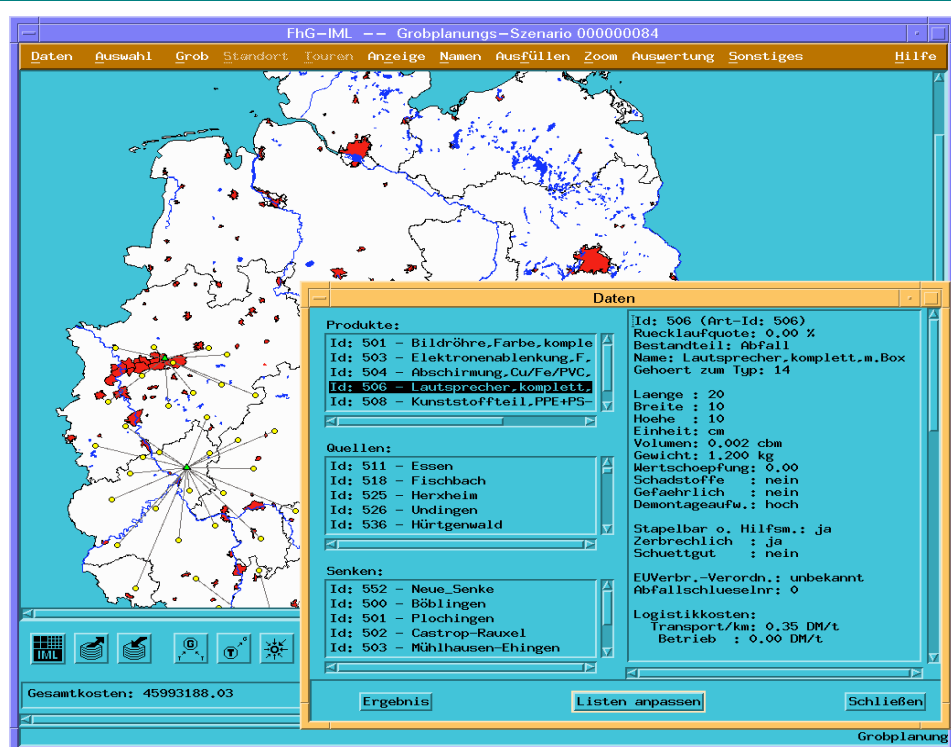 FhG-IML -- Grobplanungs-Szenario 000000084
Daten Auswahl Grob Standort Touren Anzeige Namen Ausfüllen Zoom Auswertung Sonstiges Hilfe
Daten
Produkte:
Id: 501 - Bildröhre,Farbe,komple
Id: 503 - Elektronenablenkung,F,
Id: 504 - Abschirmung,Cu/Fe/PVC,
Id: 506 - Lautsprecher,komplett,
Id: 508 - Kunststoffteil,PPE+PS-
Quellen:
Id: 511 - Essen
Id: 518 - Fischbach
Id: 525 - Herxheim
Id: 526 - Undingen
Id: 536 - Hürtgenwald
Senken:
Id: 552 - Neue_Senke
Id: 500 - Böblingen
Id: 501 - Plochingen
Id: 502 - Castrop-Rauxel
Id: 503 - Mühlhausen-Ehingen
Id: 506 (Art-Id: 506)
Ruecklaufquote: 0.00 %
Bestandteil: Abfall
Name: Lautsprecher,komplett,m.Box
Gehoert zum Typ: 14
Laenge : 20
Breite : 10
Hoehe : 10
Einheit: cm
Volumen: 0.002 cbm
Gewicht: 1.200 kg
Wertschoepfung: 0.00
Schadstoffe : nein
Gefaehrlich : nein
Demontageaufw.: hoch
Stapelbar o. Hilfsm.: ja
Zerbrechlich : ja
Schuettgut : nein
EUVerbr.-Verordn.: unbekannt
Abfallschlueselnr: 0
Logistikkosten:
Transport/km: 0.35 DM/t
Betrieb : 0.00 DM/t
Ergebnis Listen anpassen Schließen
IML G T T T G
Gesamtkosten: 45993188.03
Grobplanung